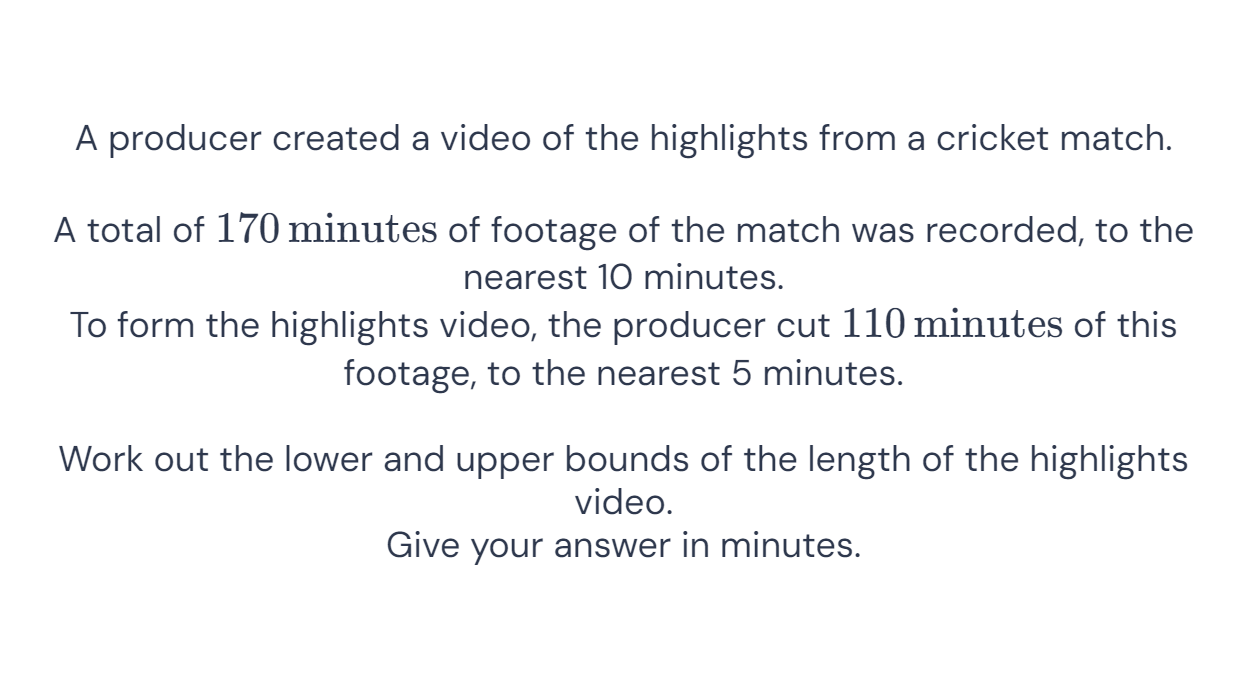 A producer created a video of the highlights from a cricket match.
A total of 170 minutes of footage of the match was recorded, to the
nearest 10 minutes.
To form the highlights video, the producer cut 110 minutes of this
footage, to the nearest 5 minutes.
Work out the lower and upper bounds of the length of the highlights
video.
Give your answer in minutes.